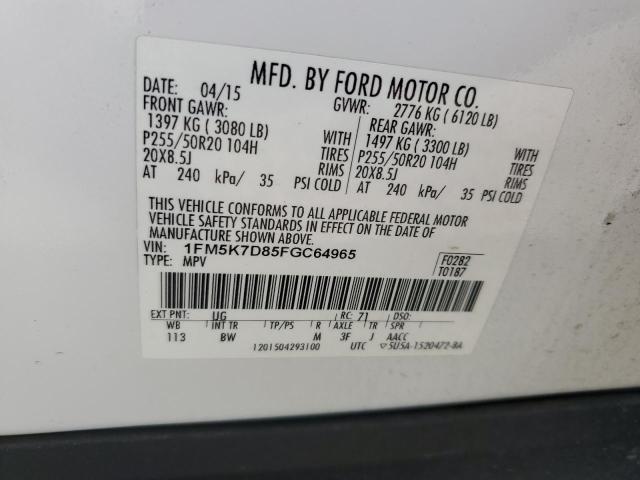 MFD. BY FORD MOTOR CO.
DATE: 04/15 GVWR: 2776 KG ( 6120 LB)
FRONT GAWR: REAR GAWR:
1397 KG ( 3080 LB) WITH 1497 KG ( 3300 LB) WITH
P255/50R20 104H TIRES P255/50R20 104H TIRES
20X8.5J RIMS 20X8.5J RIMS
AT 240 kPa/ 35 PSI COLD AT 240 kPa/ 35 PSI COLD
THIS VEHICLE CONFORMS TO ALL APPLICABLE FEDERAL MOTOR
VEHICLE SAFETY STANDARDS IN EFFECT ON THE DATE OF
MANUFACTURE SHOWN ABOVE.
VIN: 1FM5K7D85FGC64965 F0282
TYPE: MPV T0187
EXT PNT: UG RC: 71 DSO:
WB INT TR TP/PS R AXLE TR SPR
113 BW M 3F J AACC
1201504293100 UTC ▽5U5A-1520472-BA